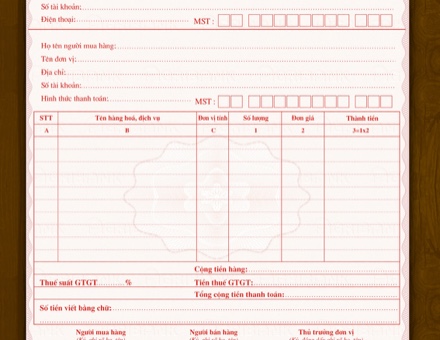 Số tài khoản:
Điện thoại: MST :
Họ tên người mua hàng:
Tên đơn vị:
Địa chỉ:
Số tài khoản:
Hình thức thanh toán: MST :
STT Tên hàng hoá, dịch vụ Đơn vị tính Số lượng Đơn giá Thành tiền
A B C 1 2 3=1x2
Cộng tiền hàng:
Thuế suất GTGT % Tiền thuế GTGT:
Tổng cộng tiền thanh toán:
Số tiền viết bằng chữ:
Người mua hàng Người bán hàng Thủ trưởng đơn vị